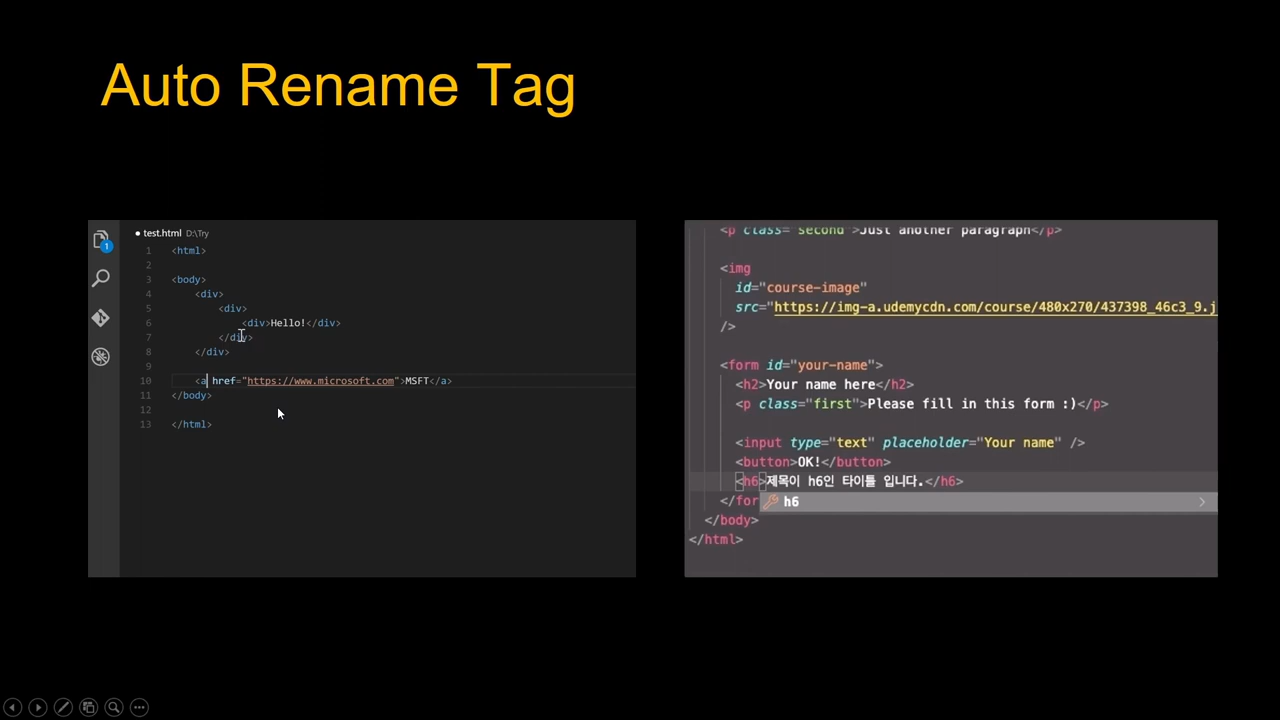 Auto Rename Tag
1
● test.html D:\Try
1 <html>
2
3 <body>
4 <div>
5 <div>
6 <div>Hello!</div>
7 </div>
8 </div>
9
10 <a href="https://www.microsoft.com">MSFT</a>
11 </body>
12
13 </html>
<p class="second">Just another paragraph</p>
<img
id="course-image"
src="https://img-a.udemycdn.com/course/480x270/437398_46c3_9.j
/>
<form id="your-name">
<h2>Your name here</h2>
<p class="first">Please fill in this form :)</p>
<input type="text" placeholder="Your name" />
<button>OK!</button>
<h6>제목이 h6인 타이틀 입니다.</h6>
</for
h6
</body>
</html>